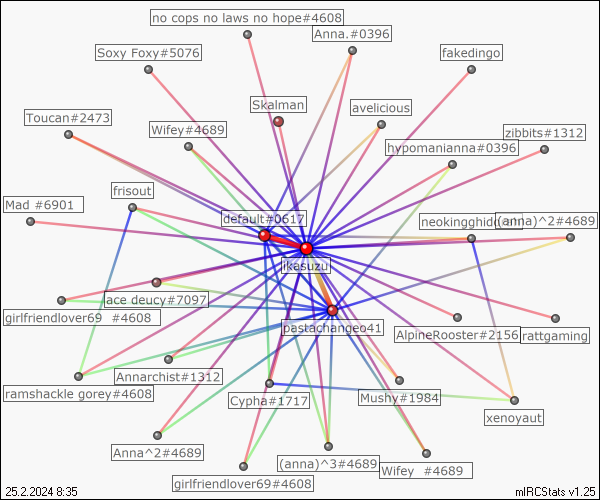 no cops no laws no hope#4608
Anna.#0396
Soxy Foxy#5076
fakedingo
Skalman
avelicious
Toucan#2473
Wifey#4689
zibbits#1312
hypomanianna#0396
frisout
Mad #6901
default#0617
(anna)^2#4689
ikasuzu
ace deucy#7097
girlfriendlover69 #4608
pastachangeo41
AlpineRooster#2156
rattgaming
Annarchist#1312
ramshackle gorey#4608
Cypha#1717
Mushy#1984
xenoyaut
Anna^2#4689
(anna)^3#4689
Wifey #4689
girlfriendlover69#4608
25.2.2024 8:35
mIRCStats v1.25